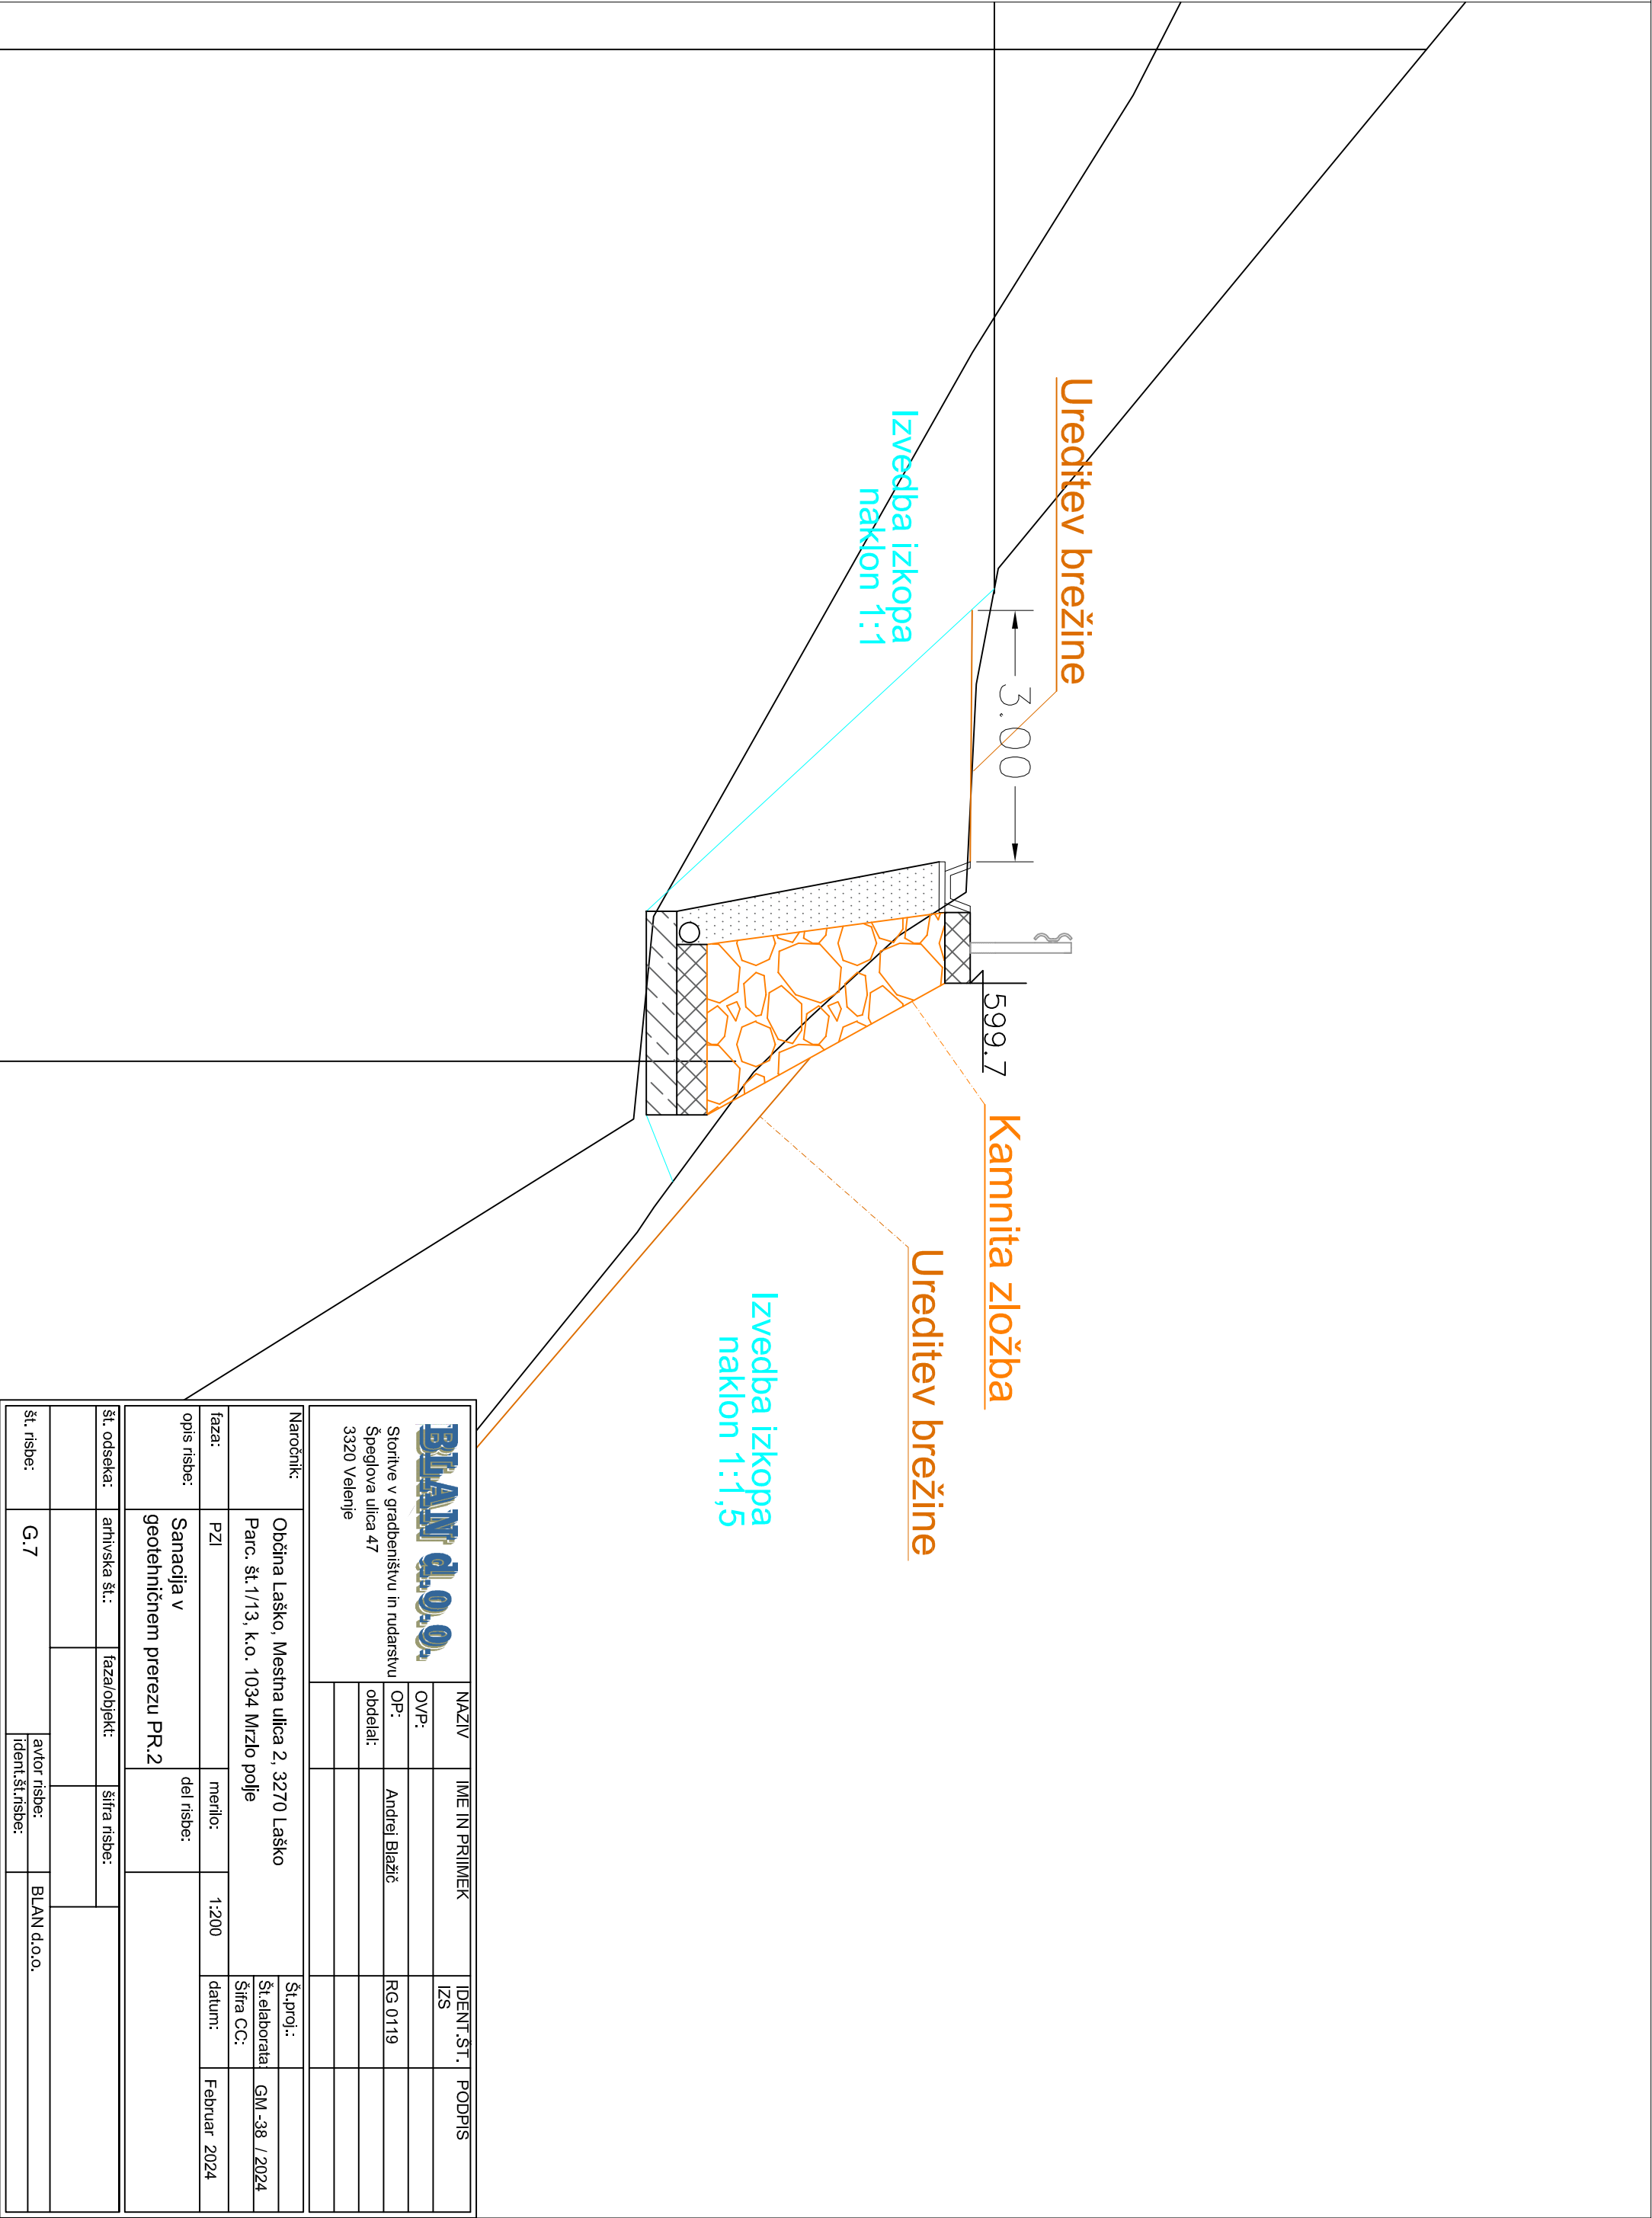 Ureditev brežine
3.00
Izvedba izkopa
naklon 1:1
599.7
Kamnita zložba
Ureditev brežine
Izvedba izkopa
naklon 1:1,5
BLAN d.o.o.
Storitve v gradbeništvu in rudarstvu
Špeglova ulica 47
3320 Velenje
NAZIV IME IN PRIIMEK IDENT.ŠT. IZS PODPIS
OVP:
OP: Andrej Blažič RG 0119
obdelal:
Naročnik: Občina Laško, Mestna ulica 2, 3270 Laško
Parc. št.1/13, k.o. 1034 Mrzlo polje
Št.proj.:
Št.elaborata: GM -38 / 2024
Šifra CC:
faza: PZI merilo: 1:200 datum: Februar 2024
opis risbe: Sanacija v
geotehničnem prerezu PR.2
del risbe:
št. odseka: arhivska št.: faza/objekt: šifra risbe:
št. risbe: G.7
avtor risbe: BLAN d.o.o.
ident.št.risbe: